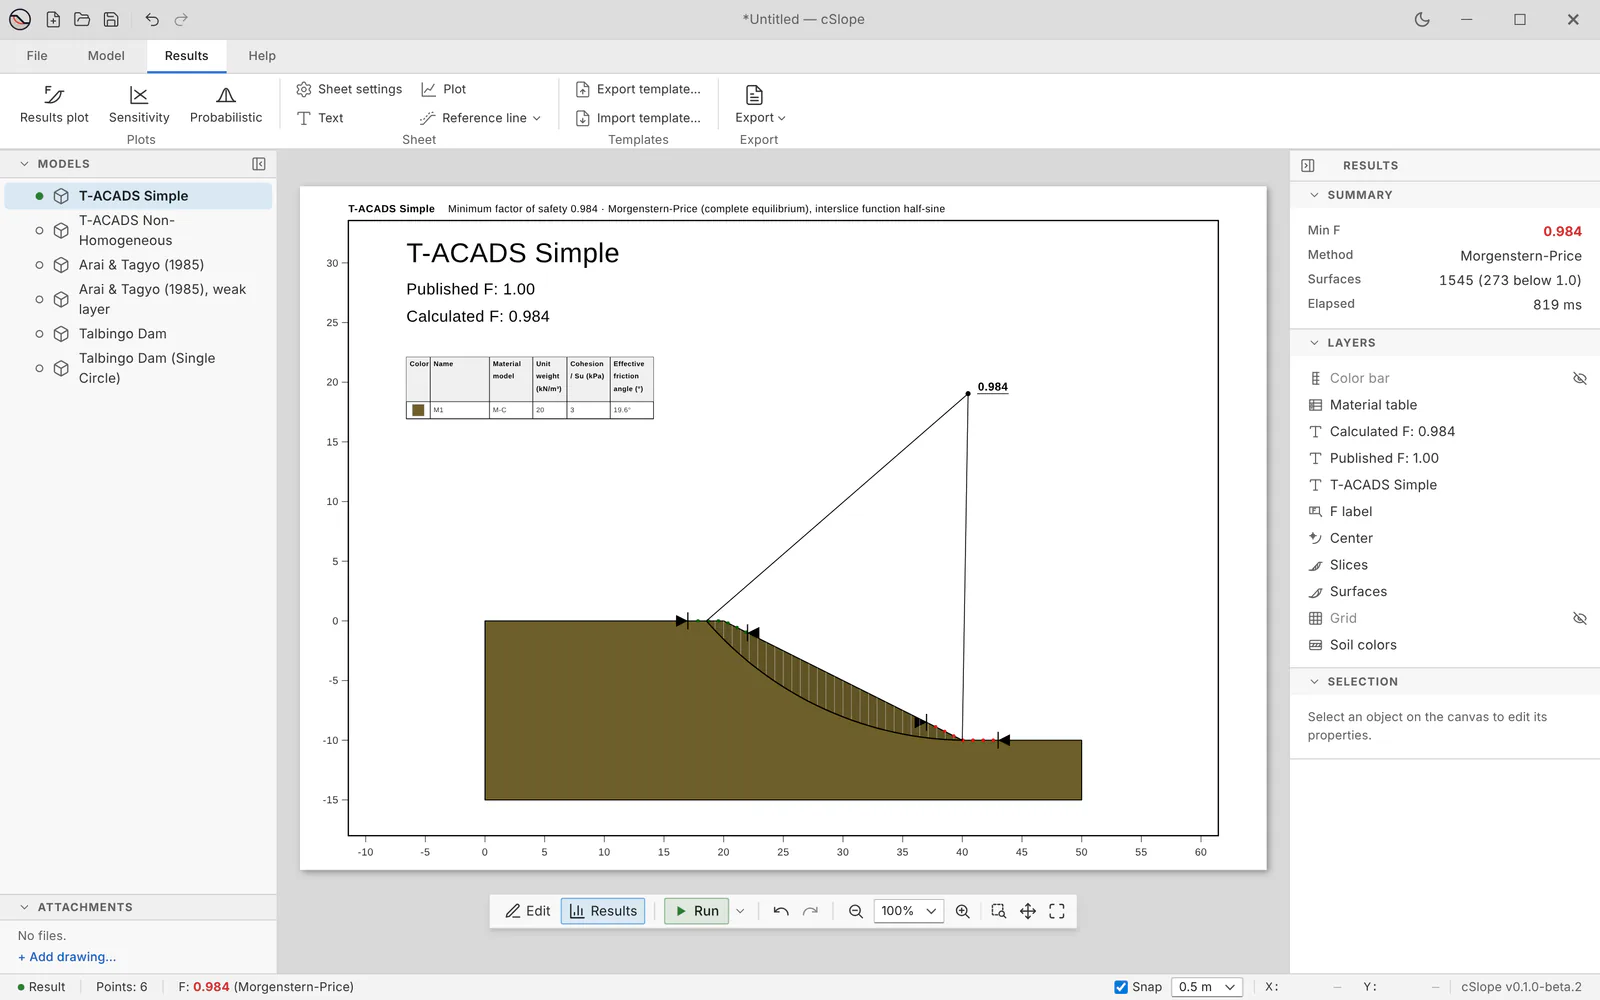 *Untitled — cSlope
File Model Results Help
Results plot Sensitivity Probabilistic
Plots
Sheet settings Plot
Text Reference line
Sheet
Export template...
Import template...
Templates
Export
Export
MODELS
T-ACADS Simple
T-ACADS Non-
Homogeneous
Arai & Tagyo (1985)
Arai & Tagyo (1985), weak
layer
Talbingo Dam
Talbingo Dam (Single
Circle)
ATTACHMENTS
No files.
+ Add drawing...
T-ACADS Simple Minimum factor of safety 0.984 · Morgenstern-Price (complete equilibrium), interslice function half-sine
T-ACADS Simple
Published F: 1.00
Calculated F: 0.984
Color Name Material model Unit weight (kN/m³) Cohesion / Su (kPa) Effective friction angle (°)
M1 M-C 20 3 19.6°
0.984
30
25
20
15
10
5
0
-5
-10
-15
-10 -5 0 5 10 15 20 25 30 35 40 45 50 55 60
Edit Results Run 100%
RESULTS
SUMMARY
Min F 0.984
Method Morgenstern-Price
Surfaces 1545 (273 below 1.0)
Elapsed 819 ms
LAYERS
Color bar
Material table
Calculated F: 0.984
Published F: 1.00
T-ACADS Simple
F label
Center
Slices
Surfaces
Grid
Soil colors
SELECTION
Select an object on the canvas to edit its
properties.
Result Points: 6 F: 0.984 (Morgenstern-Price) Snap 0.5 m X: – Y: – cSlope v0.1.0-beta.2